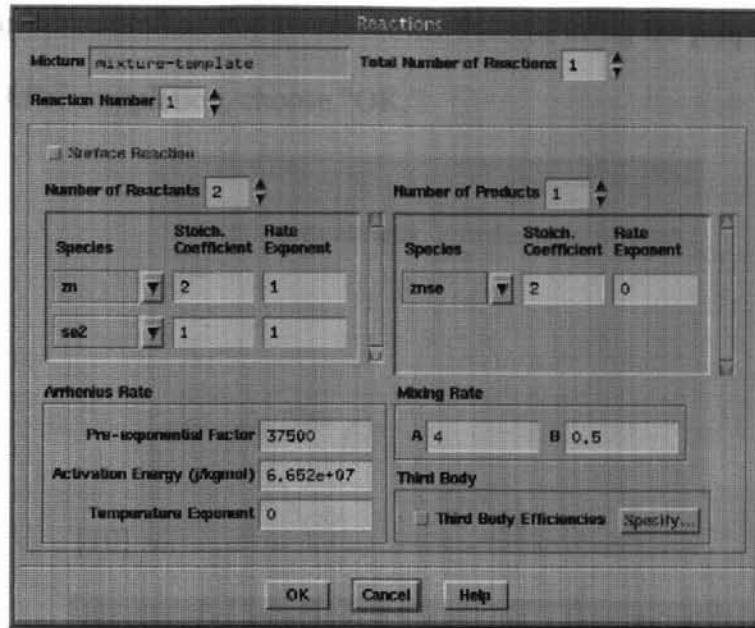 Reactions
Mixture mixture-template Total Number of Reactions 1
Reaction Number 1
Surface Reaction
Number of Reactants 2 Number of Products 1
Species Stoich. Coefficient Rate Exponent Species Stoich. Coefficient Rate Exponent
zn 2 1 znse 2 0
se2 1 1
Arrhenius Rate Mixing Rate
Pre-exponential Factor 37500 A 4 B 0.5
Activation Energy (j/kgmol) 6.652e+07 Third Body
Temperature Exponent 0 Third Body Efficiencies Specify...
OK Cancel Help